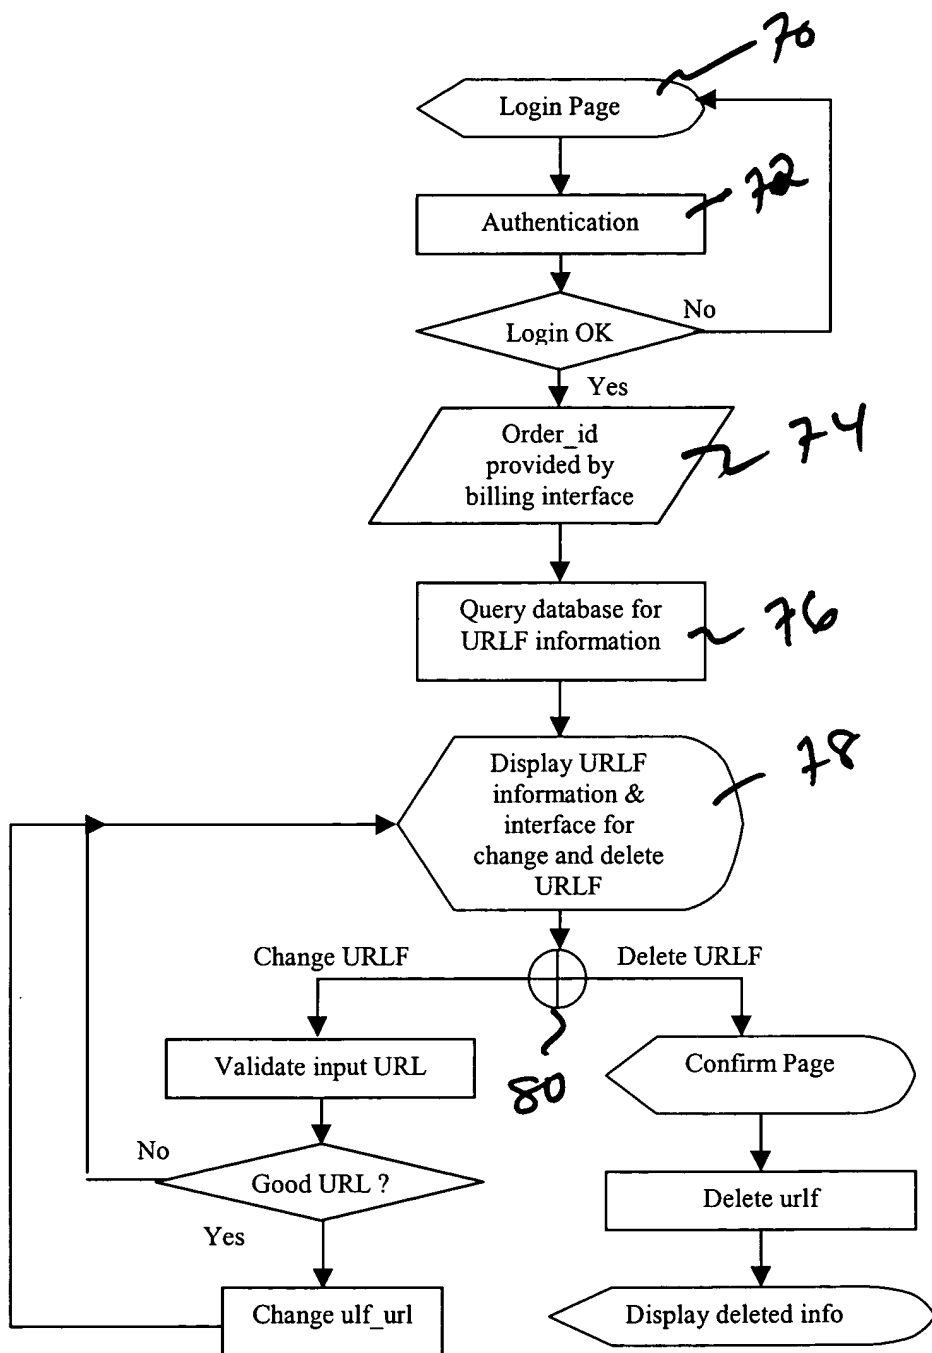 70
Login Page
72
Authentication
No
Login OK
Yes
74
Order_id
provided by
billing interface
76
Query database for
URLF information
78
Display URLF
information &
interface for
change and delete
URLF
Change URLF
Delete URLF
80
Validate input URL
Confirm Page
No
Good URL ?
Delete urlf
Yes
Change ulf_url
Display deleted info